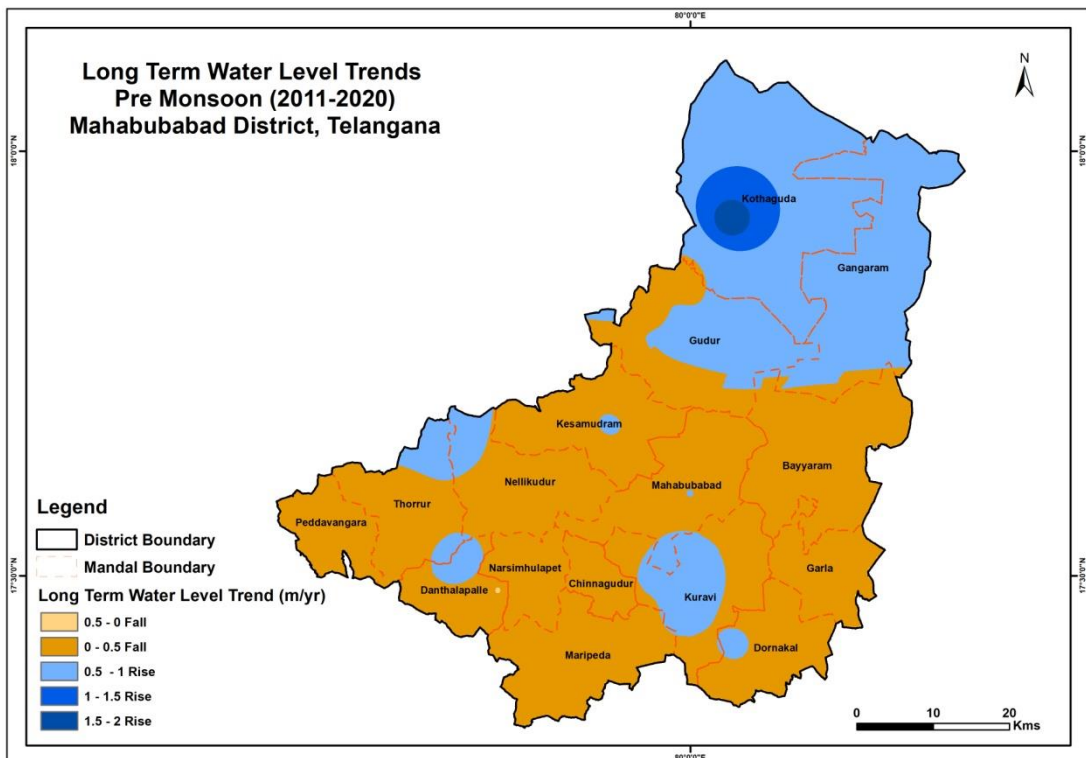 80°0'0"E
Long Term Water Level Trends
Pre Monsoon (2011-2020)
Mahabubabad District, Telangana
N
18°0'0"N
18°0'0"N
Kothaguda
Gangaram
Gudur
Kesamudram
Bayyaram
Nellikudur
Mahabubabad
Thorrur
Peddavangara
Narsimhulapet
Garla
Chinnagudur
Danthalapalle
Kuravi
Dornakal
Maripeda
17°30'0"N
17°30'0"N
Legend
District Boundary
Mandal Boundary
Long Term Water Level Trend (m/yr)
0.5 - 0 Fall
0 - 0.5 Fall
0.5 - 1 Rise
1 - 1.5 Rise
1.5 - 2 Rise
0 10 20
Kms
80°0'0"E